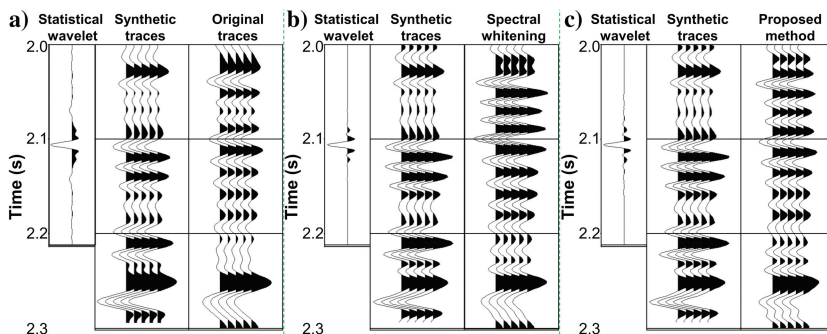 a) Statistical wavelet Synthetic traces Original traces
2.0
2.1
2.2
2.3
Time (s)
b) Statistical wavelet Synthetic traces Spectral whitening
2.0
2.1
2.2
2.3
Time (s)
c) Statistical wavelet Synthetic traces Proposed method
2.0
2.1
2.2
2.3
Time (s)